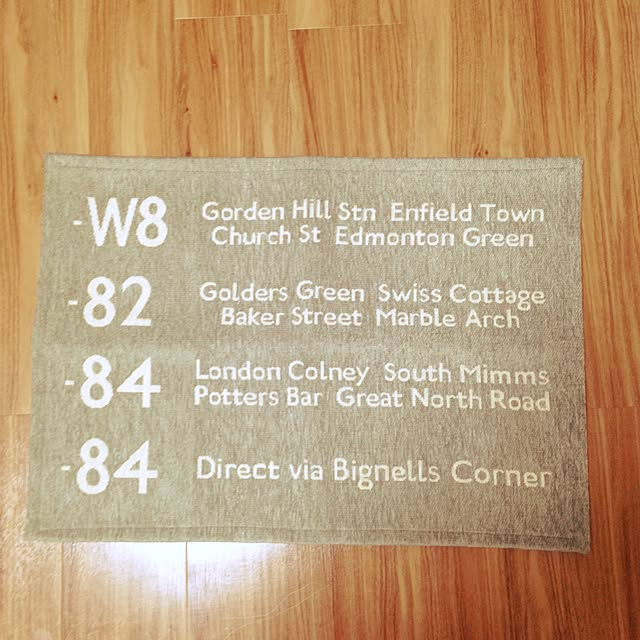 -W8 Gorden Hill Stn Enfield Town
Church St Edmonton Green
-82 Golders Green Swiss Cottage
Baker Street Marble Arch
-84 London Colney South Mimms
Potters Bar Great North Road
-84 Direct via Bignells Corner